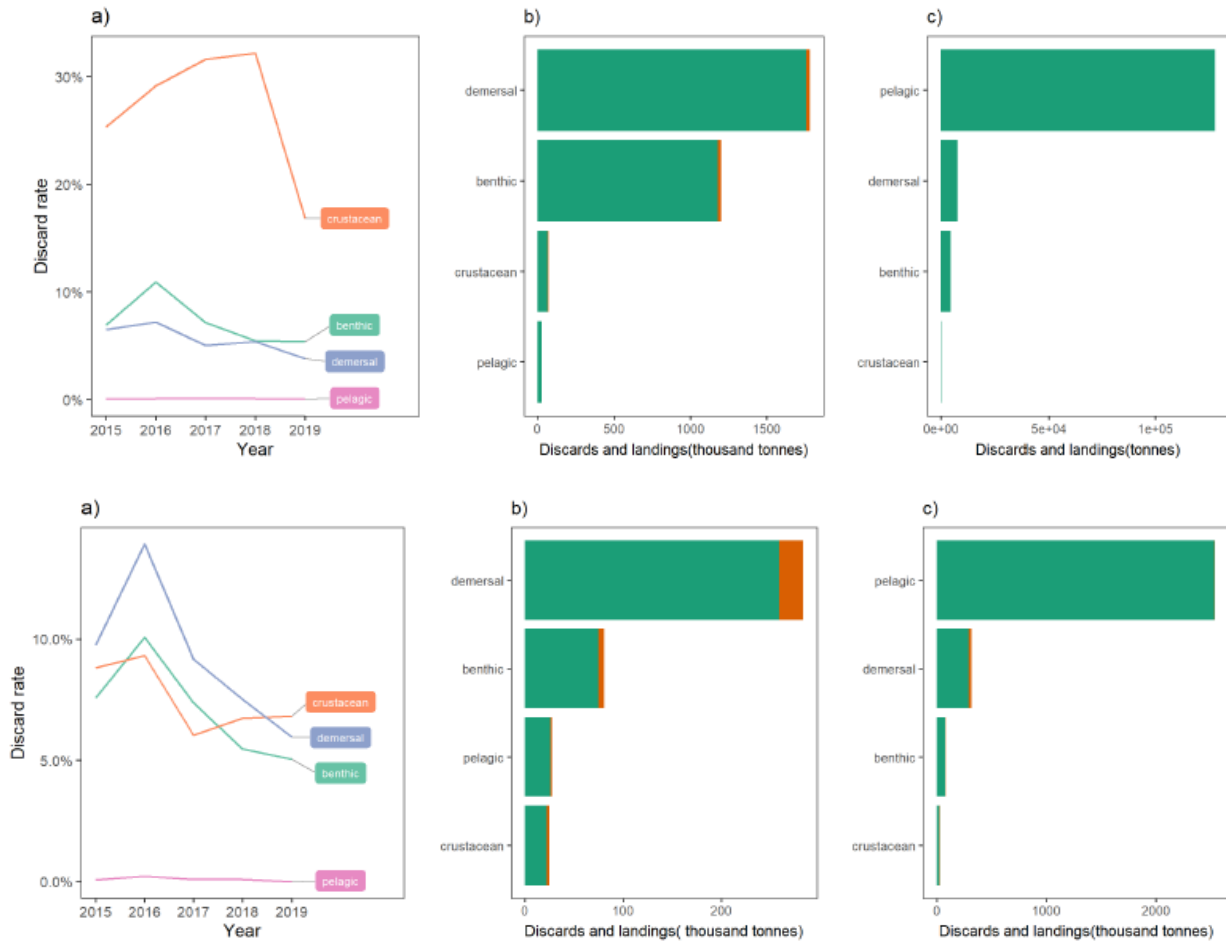 a)
30%
20%
10%
0%
Discard rate
crustacean
benthic
demersal
pelagic
2015 2016 2017 2018 2019
Year
b)
demersal
benthic
crustacean
pelagic
0 500 1000 1500
Discards and landings(thousand tonnes)
c)
pelagic
demersal
benthic
crustacean
0e+00 5e+04 1e+05
Discards and landings(tonnes)
a)
10.0%
5.0%
0.0%
Discard rate
crustacean
demersal
benthic
pelagic
2015 2016 2017 2018 2019
Year
b)
demersal
benthic
pelagic
crustacean
0 100 200
Discards and landings( thousand tonnes)
c)
pelagic
demersal
benthic
crustacean
0 1000 2000
Discards and landings(thousand tonnes)